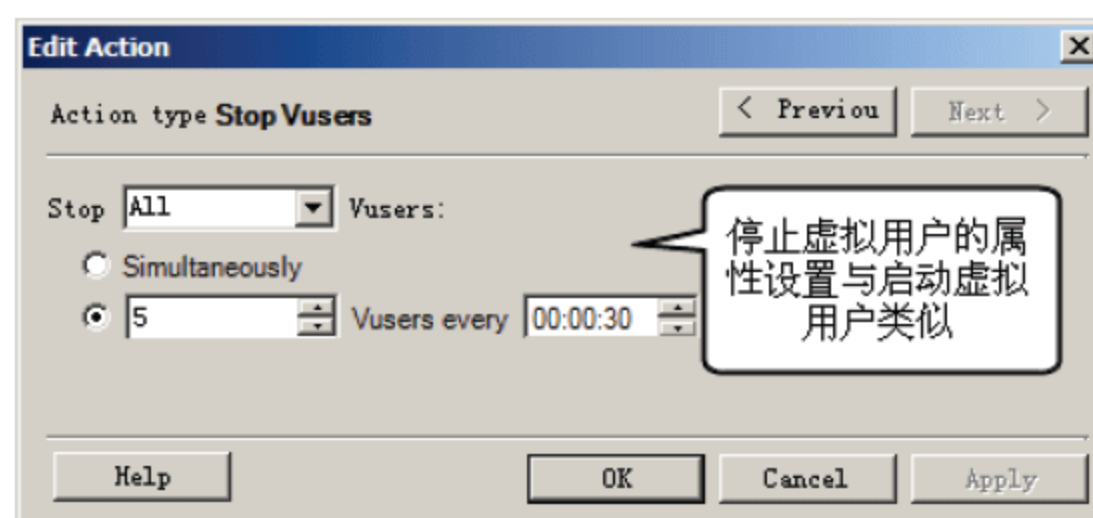 Edit Action
Action type Stop Vusers
< Previou
Next >
Stop All Vusers:
Simultaneously
5 Vusers every 00:00:30
停止虚拟用户的属
性设置与启动虚拟
用户类似
Help
OK
Cancel
Apply